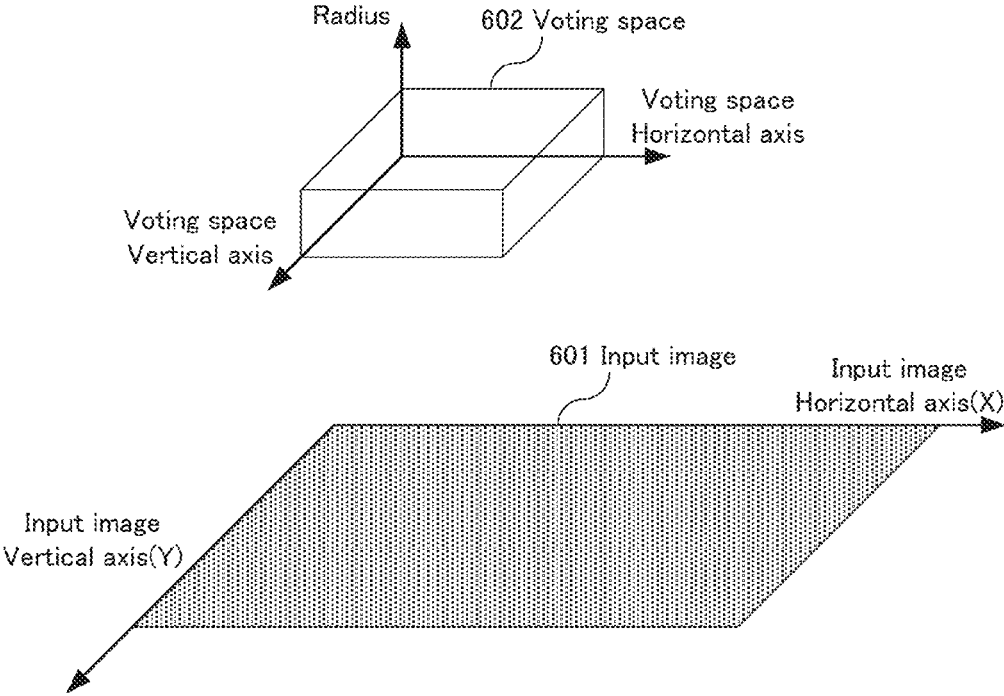 Radius
602 Voting space
Voting space
Horizontal axis
Voting space
Vertical axis
601 Input image
Input image
Horizontal axis(X)
Input image
Vertical axis(Y)